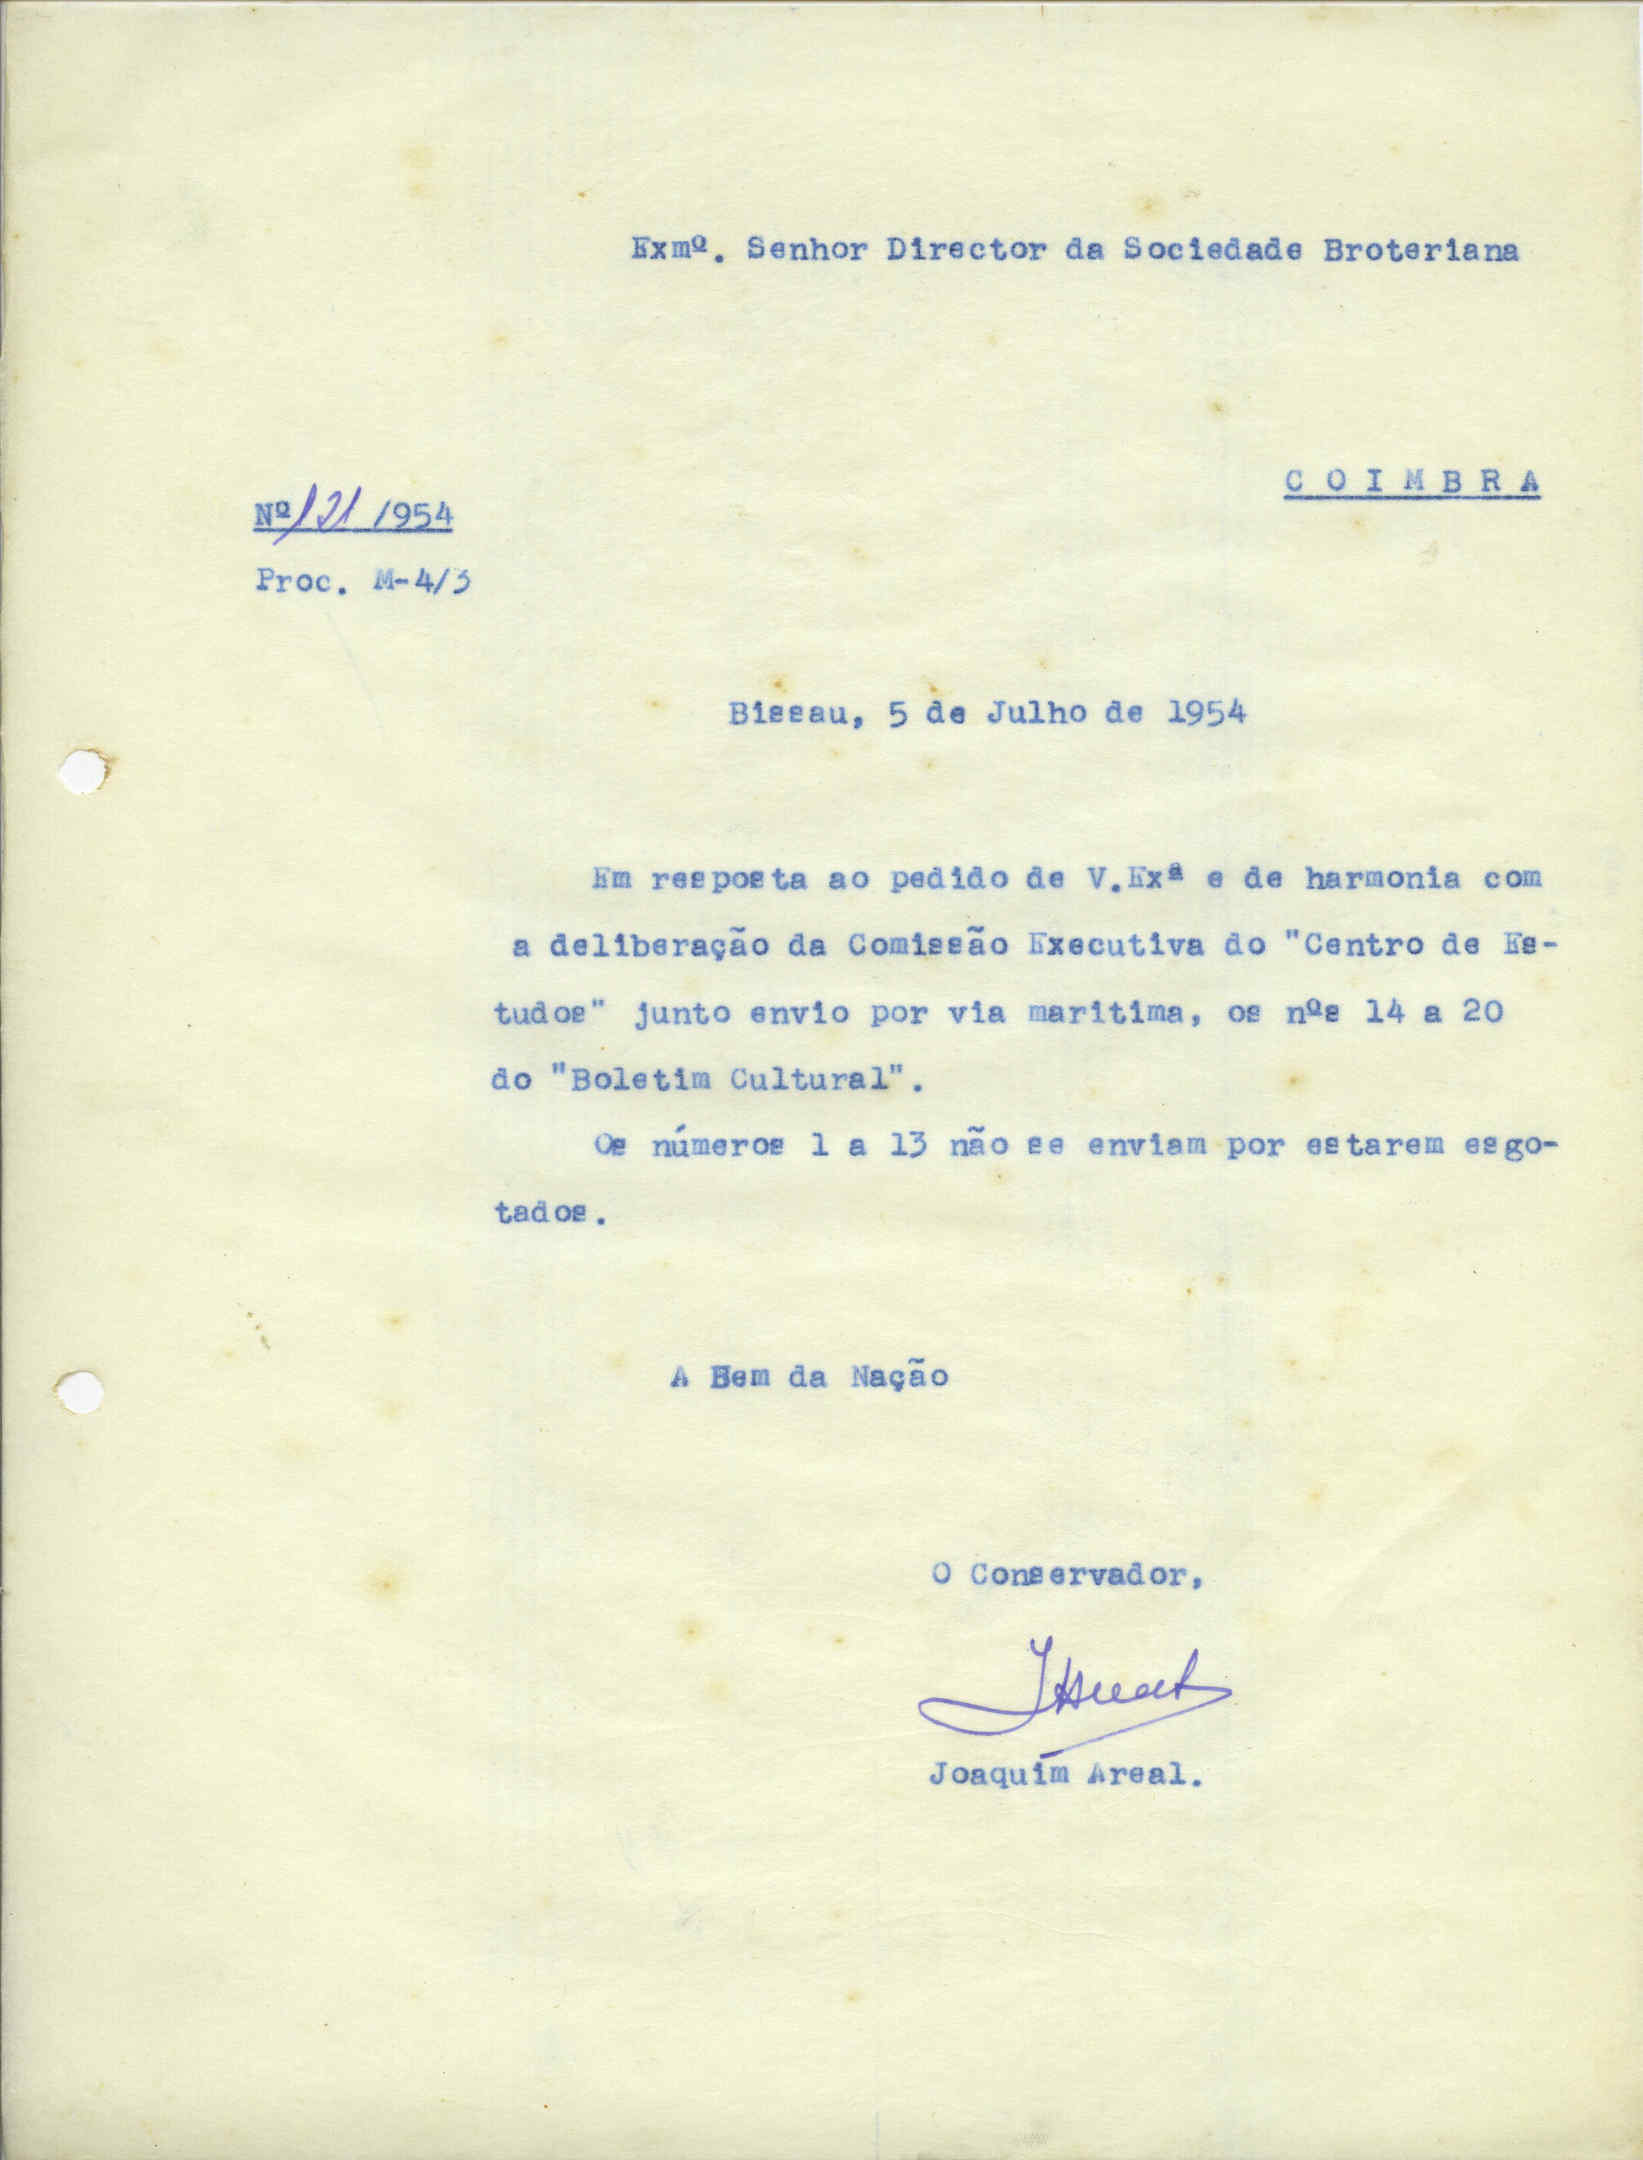 Exmº. Senhor Director da Sociedade Broteriana
C O I M B R A
Nº 121 /1954
Proc. M-4/3
Bissau, 5 de Julho de 1954
Em resposta ao pedido de V.Exª e de harmonia com
a deliberação da Comissão Executiva do "Centro de Es-
tudos" junto envio por via maritima, os nºs 14 a 20
do "Boletim Cultural".
Os números 1 a 13 não se enviam por estarem esgo-
tados.
A Bem da Nação
O Conservador,
Joaquim Areal.